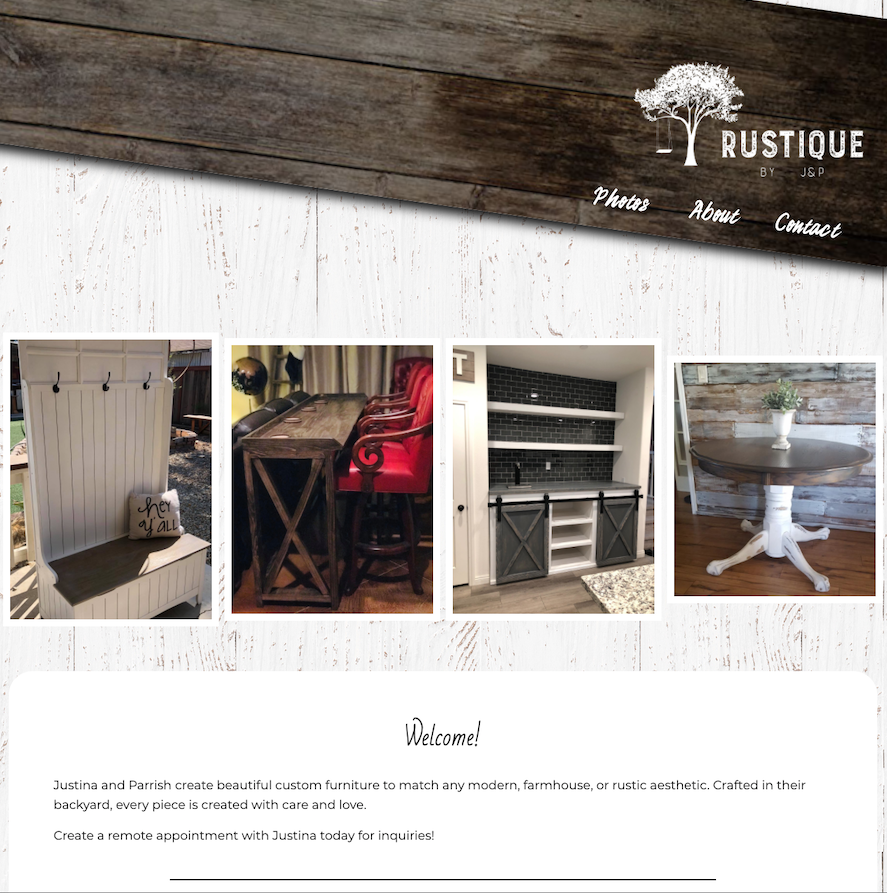 RUSTIQUE
BY J&P
Photos About Contact
T
hey
y'all
Welcome!
Justina and Parrish create beautiful custom furniture to match any modern, farmhouse, or rustic aesthetic. Crafted in their
backyard, every piece is created with care and love.
Create a remote appointment with Justina today for inquiries!